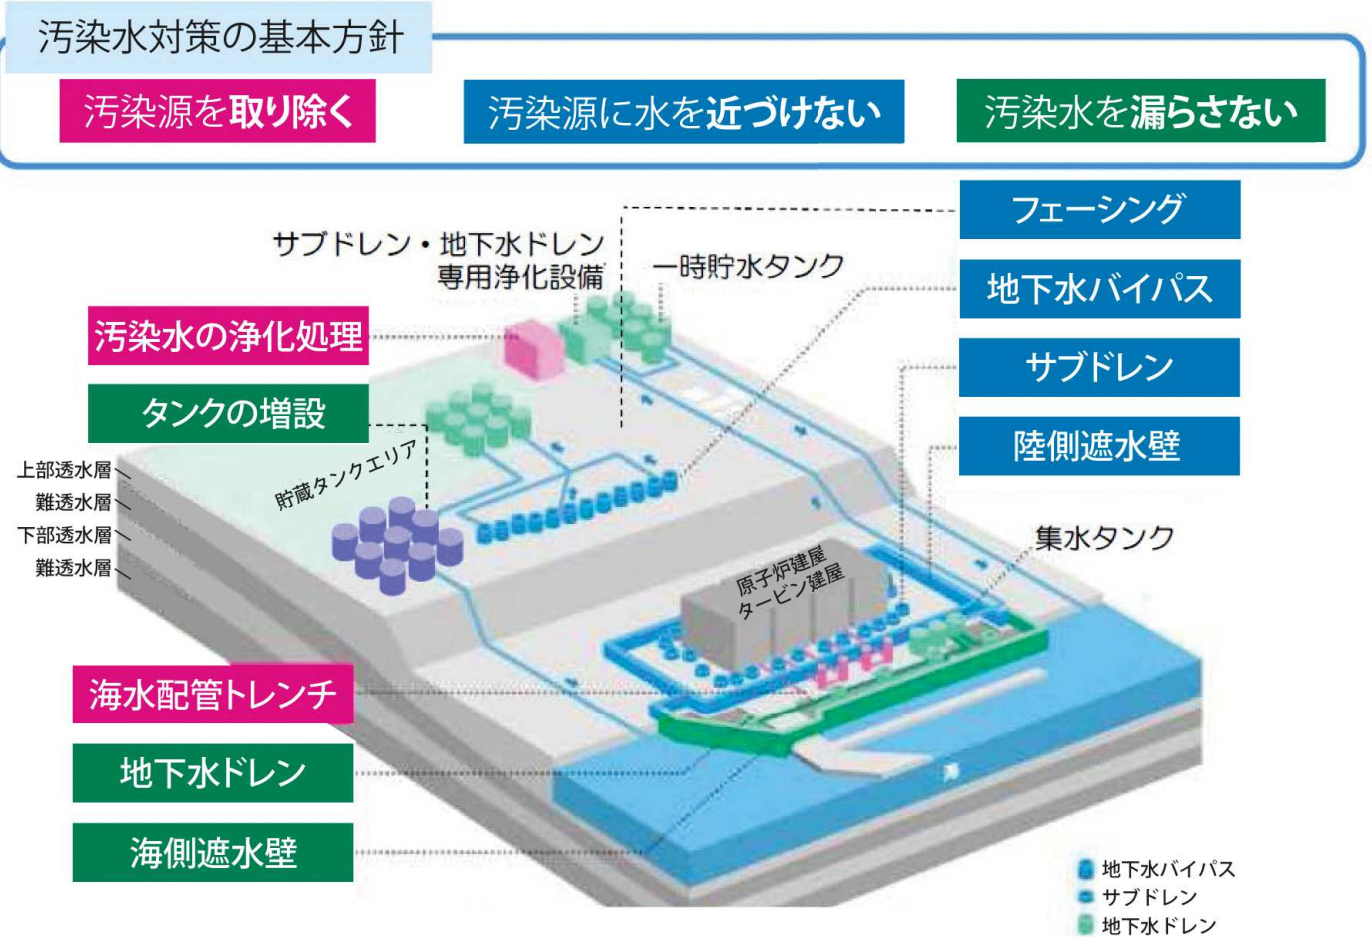 汚染水対策の基本方針
汚染源を取り除く
汚染源に水を近づけない
汚染水を漏らさない
フェーシング
サブドレン・地下水ドレン
専用浄化設備
一時貯水タンク
地下水バイパス
汚染水の浄化処理
サブドレン
タンクの増設
陸側遮水壁
貯蔵タンクエリア
上部透水層
難透水層
下部透水層
難透水層
集水タンク
原子炉建屋
タービン建屋
海水配管トレンチ
地下水ドレン
海側遮水壁
地下水バイパス
サブドレン
地下水ドレン